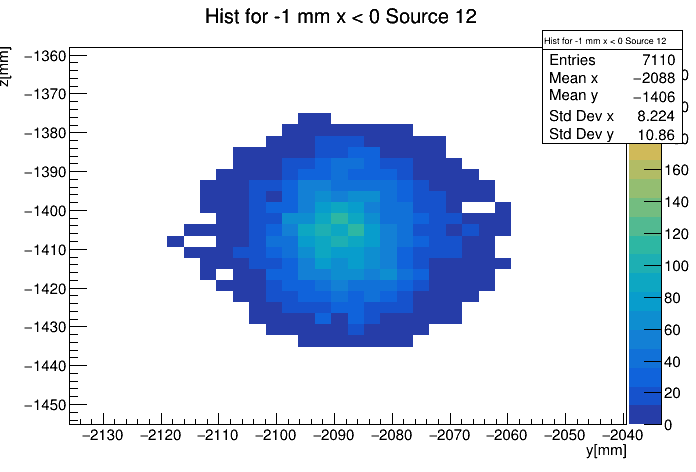 Hist for -1 mm x < 0 Source 12
Hist for -1 mm x < 0 Source 12
Entries 7110
Mean x −2088
Mean y −1406
Std Dev x 8.224
Std Dev y 10.86
z[mm]
−1360
−1370
−1380
−1390
−1400
−1410
−1420
−1430
−1440
−1450
160
140
120
100
80
60
40
20
0
−2130 −2120 −2110 −2100 −2090 −2080 −2070 −2060 −2050 −2040
y[mm]